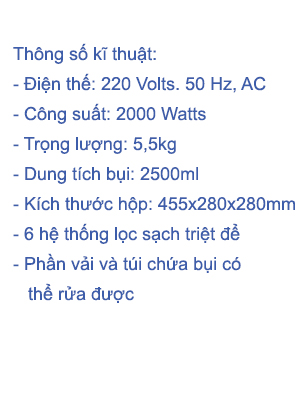 Thông số kĩ thuật:
- Điện thế: 220 Volts. 50 Hz, AC
- Công suất: 2000 Watts
- Trọng lượng: 5,5kg
- Dung tích bụi: 2500ml
- Kích thước hộp: 455x280x280mm
- 6 hệ thống lọc sạch triệt để
- Phần vải và túi chứa bụi có
thể rửa được